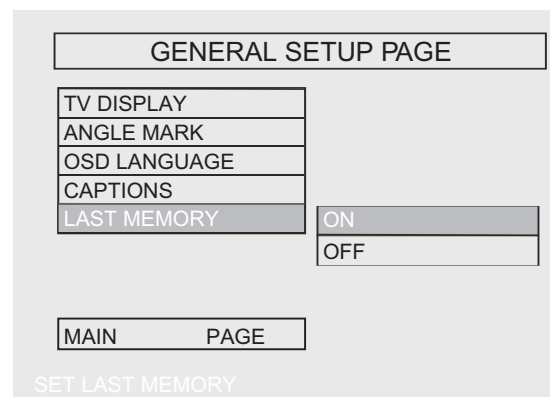 GENERAL SETUP PAGE
TV DISPLAY
ANGLE MARK
OSD LANGUAGE
CAPTIONS
LAST MEMORY ON
OFF
MAIN PAGE
SET LAST MEMORY